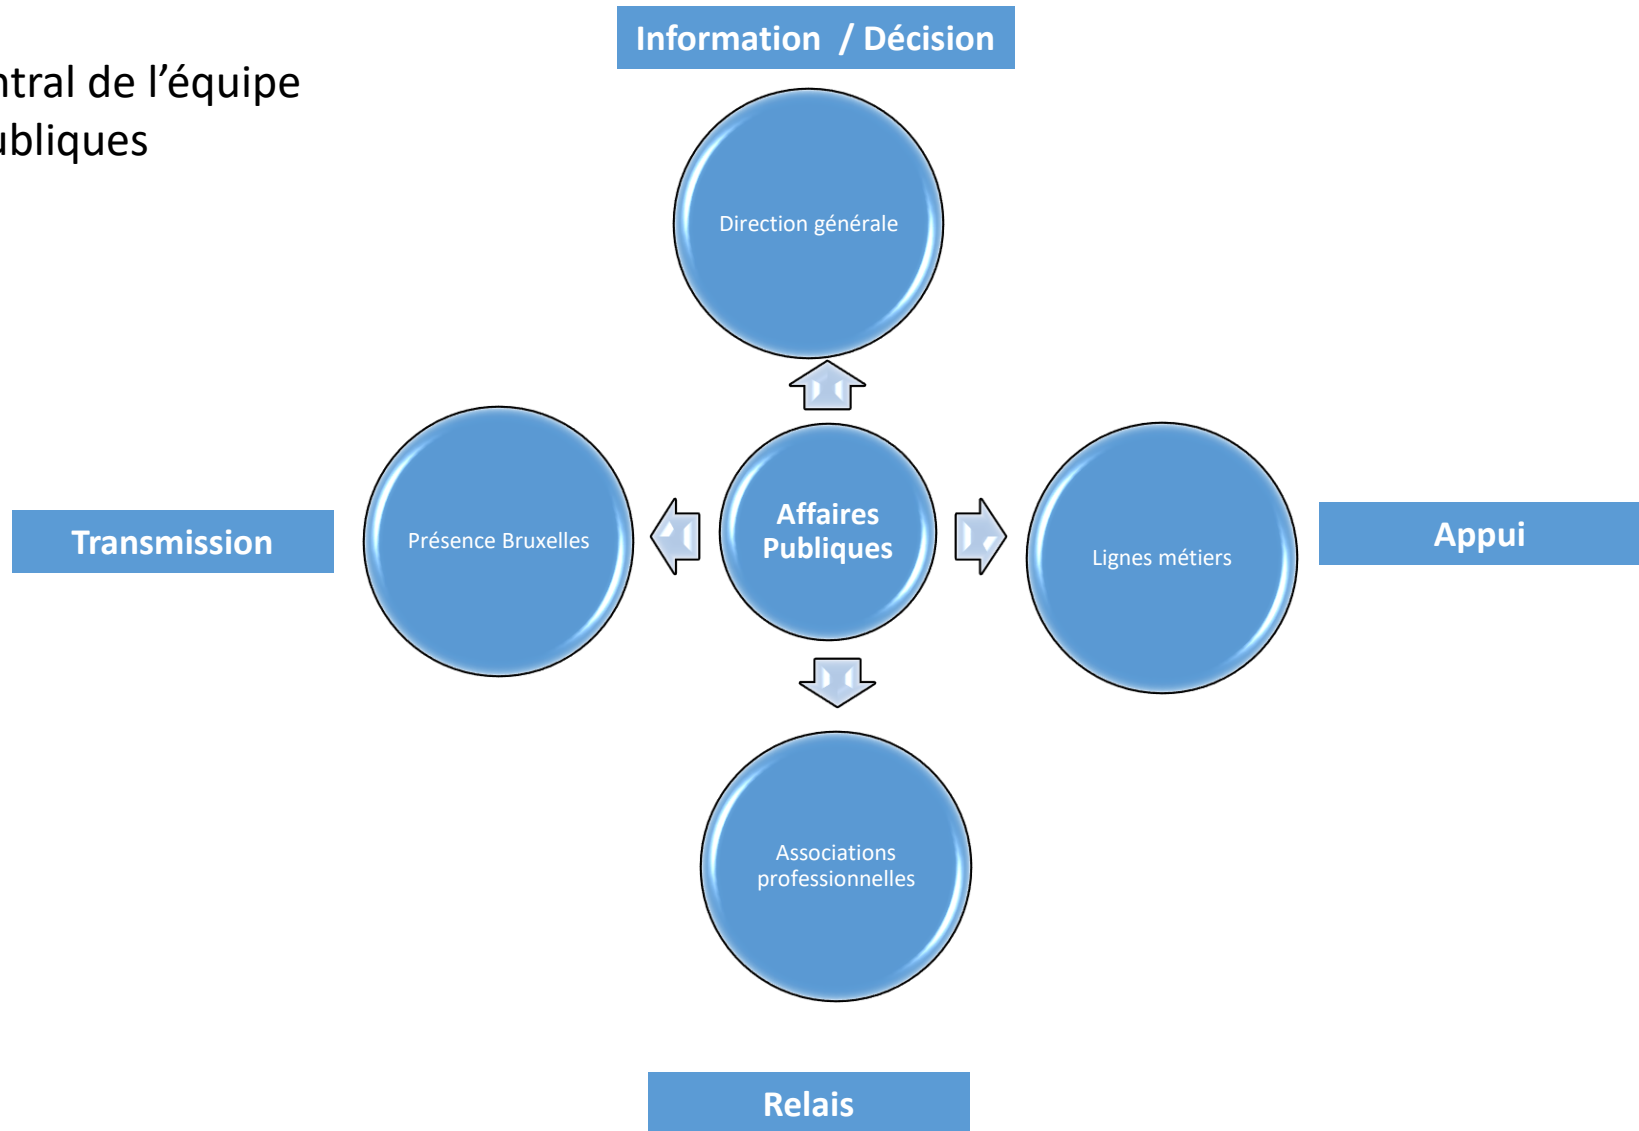 Information / Décision
ntral de l’équipe
ubliques
Direction générale
Transmission
Présence Bruxelles
Affaires
Publiques
Lignes métiers
Appui
Associations
professionnelles
Relais